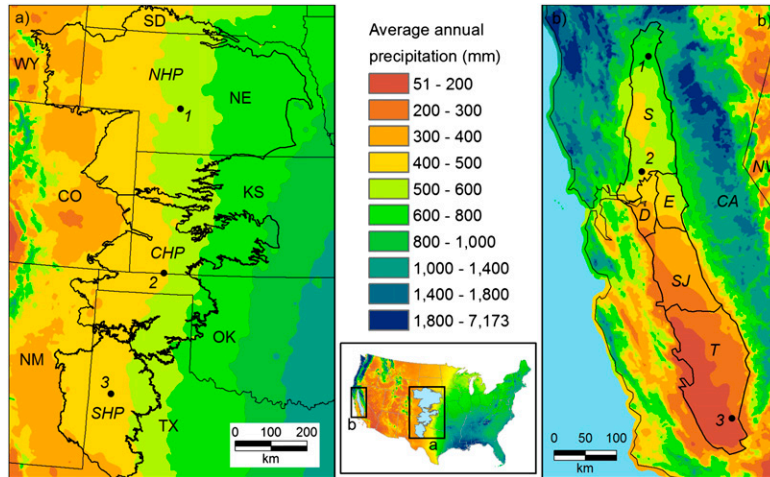 a)
SD
WY
NHP
NE
1
CO
KS
CHP
2
NM
OK
3
SHP
TX
0 100 200
km
Average annual
precipitation (mm)
51 - 200
200 - 300
300 - 400
400 - 500
500 - 600
600 - 800
800 - 1,000
1,000 - 1,400
1,400 - 1,800
1,800 - 7,173
b
a
b)
b
1
S
2
NV
D
E
CA
SJ
T
3
0 50 100
km